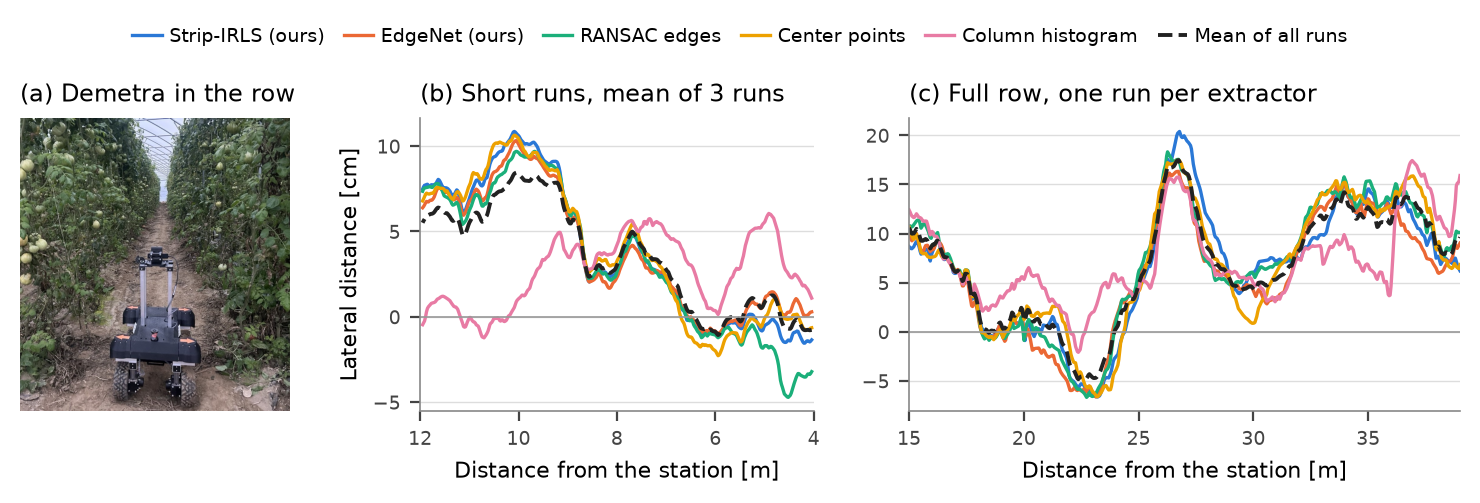 Strip-IRLS (ours) EdgeNet (ours) RANSAC edges Center points Column histogram Mean of all runs
(a) Demetra in the row
(b) Short runs, mean of 3 runs
Lateral distance [cm]
10
5
0
−5
12 10 8 6 4
Distance from the station [m]
(c) Full row, one run per extractor
20
15
10
5
0
−5
15 20 25 30 35
Distance from the station [m]